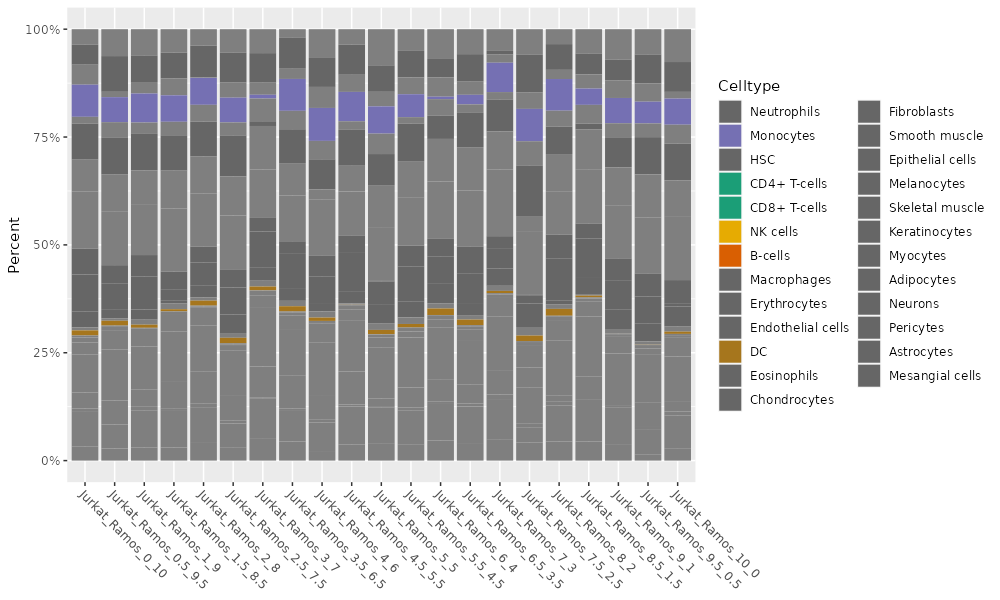 100%
75%
50%
25%
0%
Percent
Jurkat_Ramos_0_10
Jurkat_Ramos_0.5_9.5
Jurkat_Ramos_1_9
Jurkat_Ramos_1.5_8.5
Jurkat_Ramos_2_8
Jurkat_Ramos_2.5_7.5
Jurkat_Ramos_3_7
Jurkat_Ramos_3.5_6.5
Jurkat_Ramos_4_6
Jurkat_Ramos_4.5_5.5
Jurkat_Ramos_5_5
Jurkat_Ramos_5.5_4.5
Jurkat_Ramos_6_4
Jurkat_Ramos_6.5_3.5
Jurkat_Ramos_7_3
Jurkat_Ramos_7.5_2.5
Jurkat_Ramos_8_2
Jurkat_Ramos_8.5_1.5
Jurkat_Ramos_9_1
Jurkat_Ramos_9.5_0.5
Jurkat_Ramos_10_0
Celltype
Neutrophils
Monocytes
HSC
CD4+ T-cells
CD8+ T-cells
NK cells
B-cells
Macrophages
Erythrocytes
Endothelial cells
DC
Eosinophils
Chondrocytes
Fibroblasts
Smooth muscle
Epithelial cells
Melanocytes
Skeletal muscle
Keratinocytes
Myocytes
Adipocytes
Neurons
Pericytes
Astrocytes
Mesangial cells